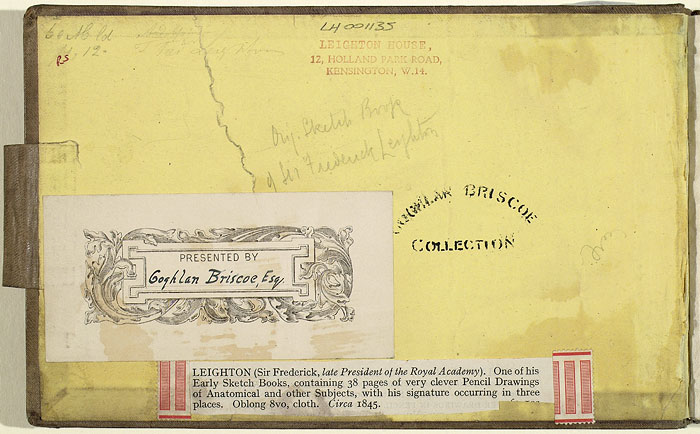 LH001135
RS
LEIGHTON HOUSE,
12, HOLLAND PARK ROAD,
KENSINGTON, W.14.
Org. Sketch Book
of Sir Frederick Leighton
COGHLAN BRISCOE
COLLECTION
PRESENTED BY
Coghlan Briscoe, Esq.
LEIGHTON (Sir Frederick, late President of the Royal Academy). One of his
Early Sketch Books, containing 38 pages of very clever Pencil Drawings
of Anatomical and other Subjects, with his signature occurring in three
places. Oblong 8vo, cloth. Circa 1845.